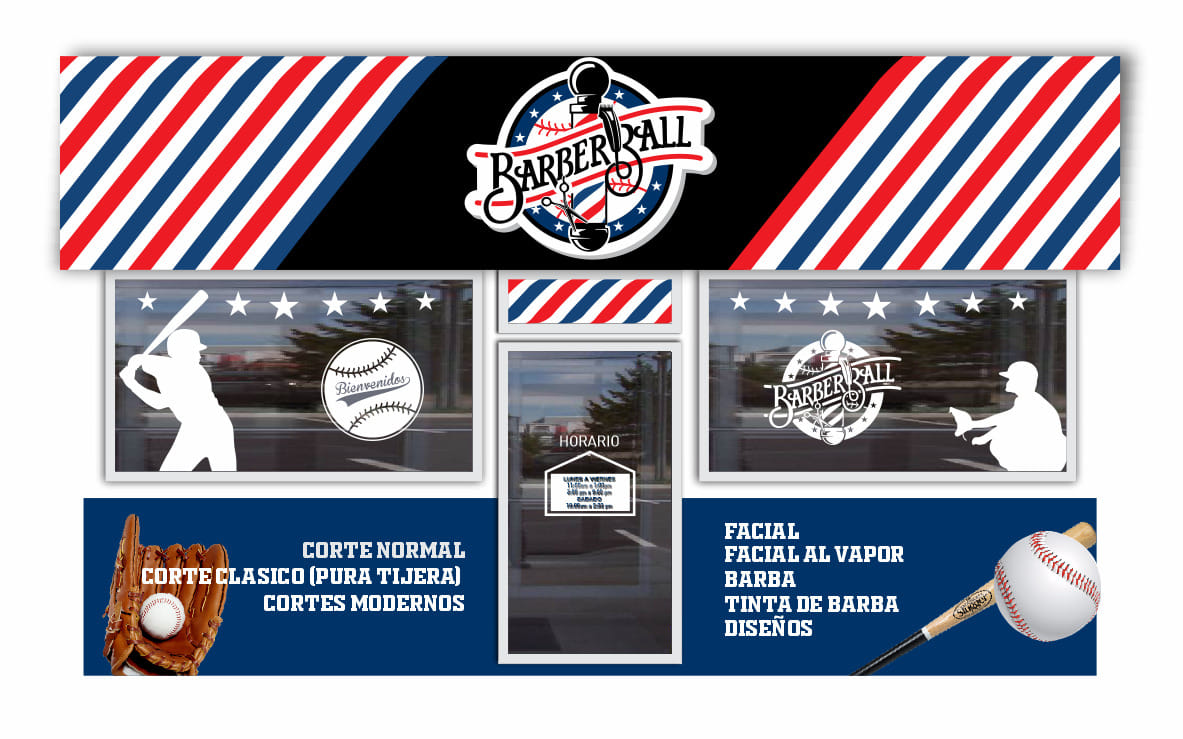 BARBERBALL
Bienvenidos
BARBERBALL
HORARIO
LUNES A VIERNES
SABADO
CORTE NORMAL
CORTE CLASICO (PURA TIJERA)
CORTES MODERNOS
FACIAL
FACIAL AL VAPOR
BARBA
TINTA DE BARBA
DISEÑOS
Slugger